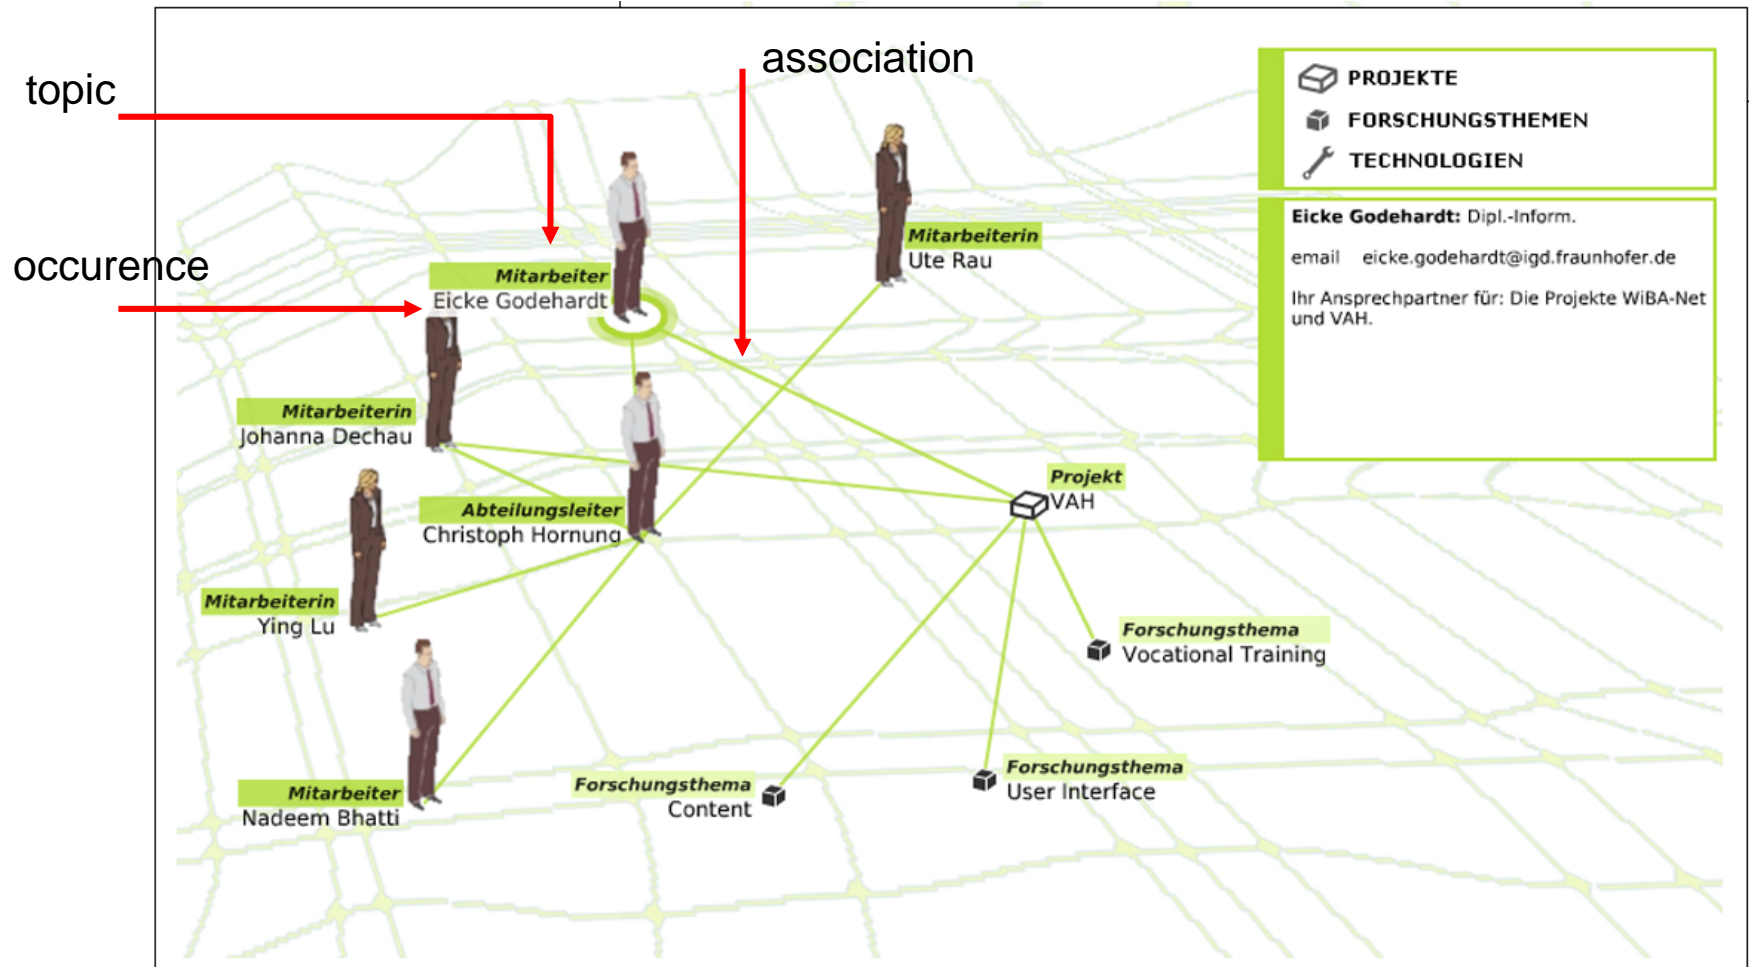 association
topic
occurence
PROJEKTE
FORSCHUNGSTHEMEN
TECHNOLOGIEN
Eicke Godehardt: Dipl.-Inform.
email eicke.godehardt@igd.fraunhofer.de
Ihr Ansprechpartner für: Die Projekte WiBA-Net
und VAH.
Mitarbeiterin
Ute Rau
Mitarbeiter
Eicke Godehardt
Mitarbeiterin
Johanna Dechau
Projekt
VAH
Abteilungsleiter
Christoph Hornung
Mitarbeiterin
Ying Lu
Forschungsthema
Vocational Training
Forschungsthema
User Interface
Forschungsthema
Content
Mitarbeiter
Nadeem Bhatti